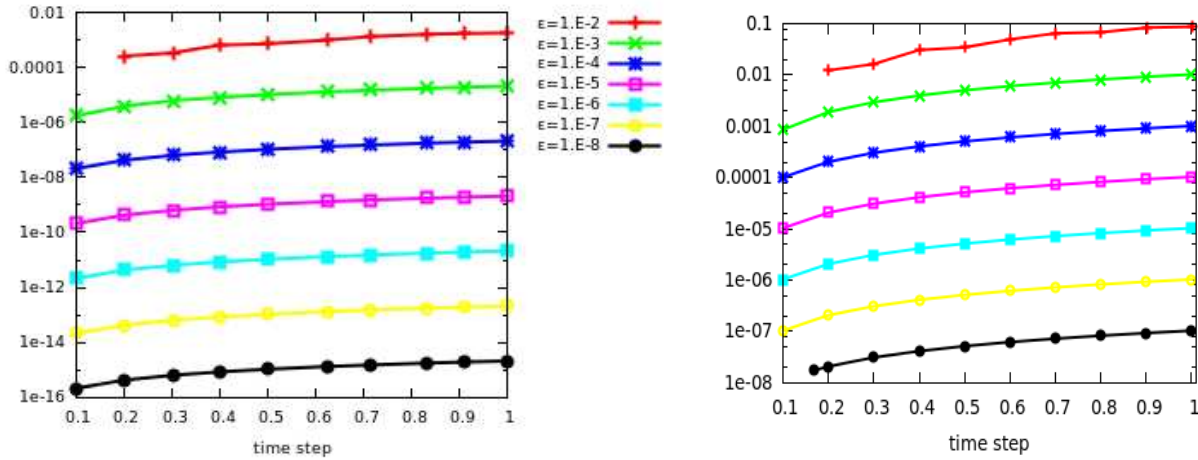 0.01
0.0001
1e-06
1e-08
1e-10
1e-12
1e-14
1e-16
0.1 0.2 0.3 0.4 0.5 0.6 0.7 0.8 0.9 1
time step
ε=1.E-2
ε=1.E-3
ε=1.E-4
ε=1.E-5
ε=1.E-6
ε=1.E-7
ε=1.E-8
0.1
0.01
0.001
0.0001
1e-05
1e-06
1e-07
1e-08
0.1 0.2 0.3 0.4 0.5 0.6 0.7 0.8 0.9 1
time step